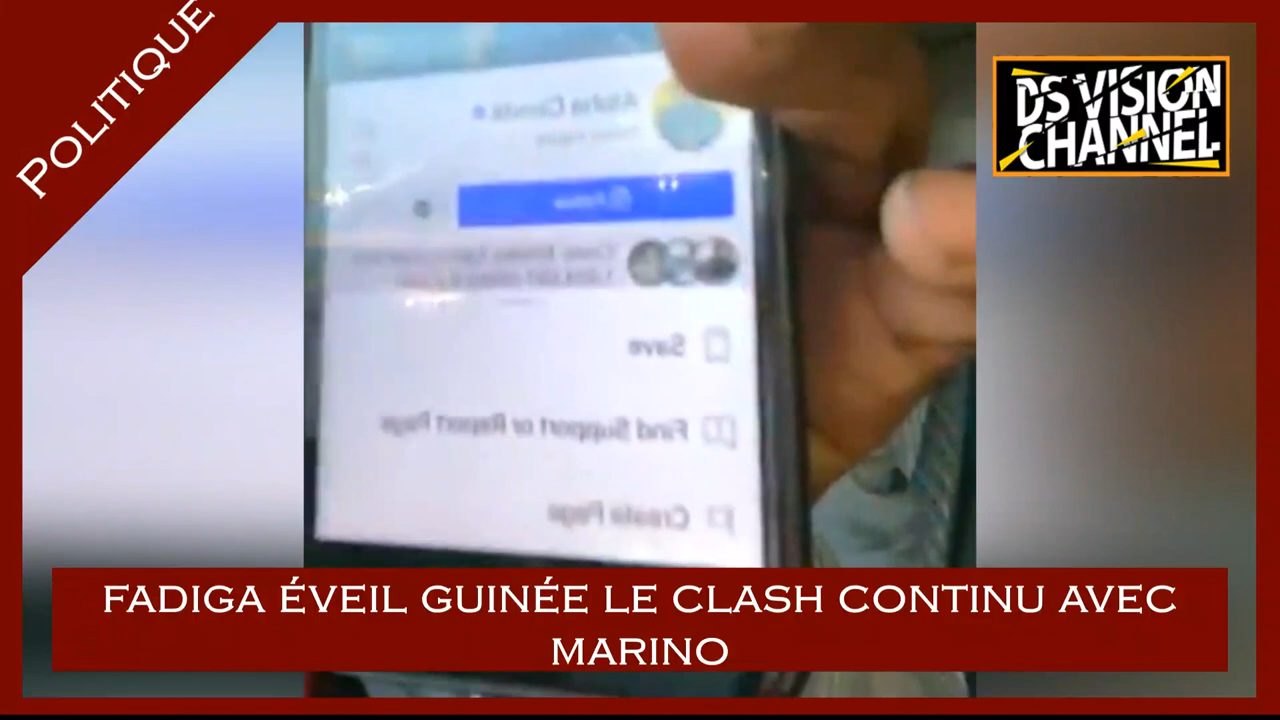 POLITIQUE
DS VISION
CHANNEL
Save
Find Support or Report Page
Create Page
FADIGA ÉVEIL GUINÉE LE CLASH CONTINU AVEC
MARINO